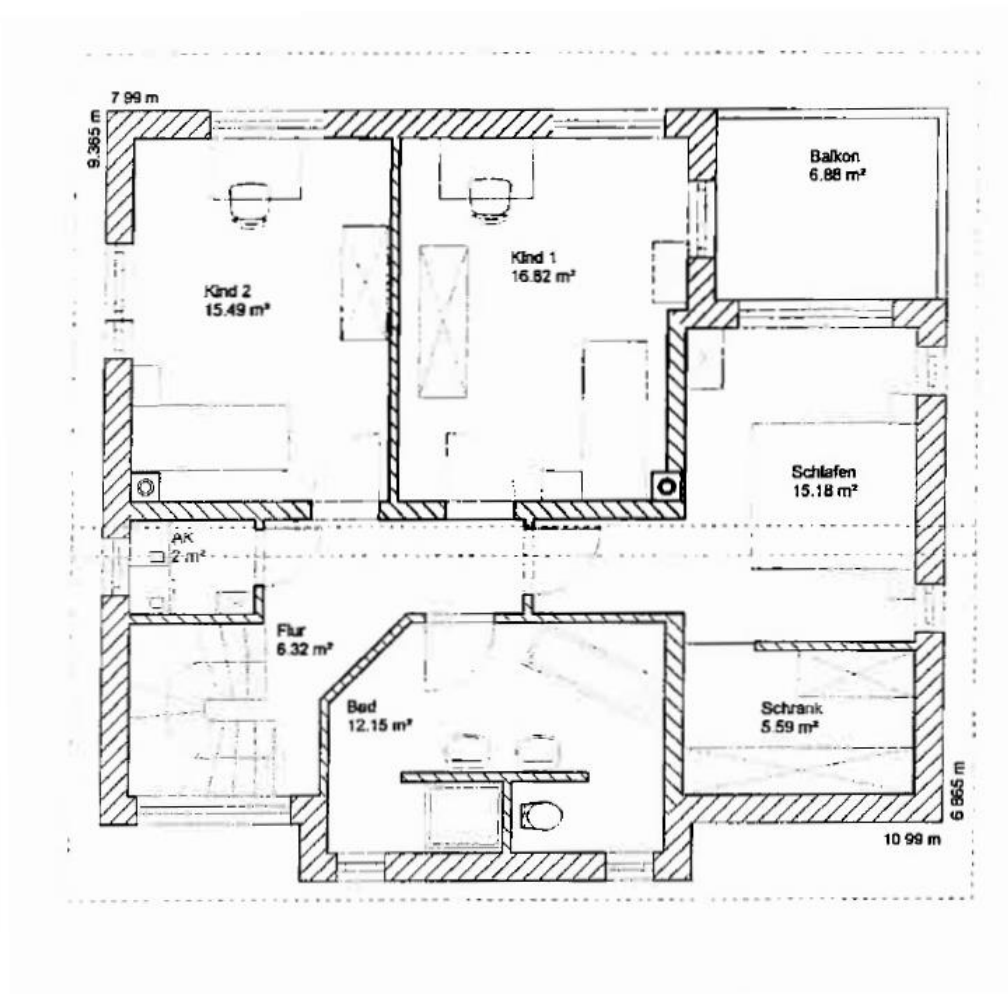 7 99 m
E
9.365
Balkon
6.88 m²
Kind 1
16.82 m²
Kind 2
15.49 m²
Schlafen
15.18 m²
AK
2 m²
Flur
6.32 m²
Bad
12.15 m²
Schrank
5.59 m²
6 865 m
10 99 m